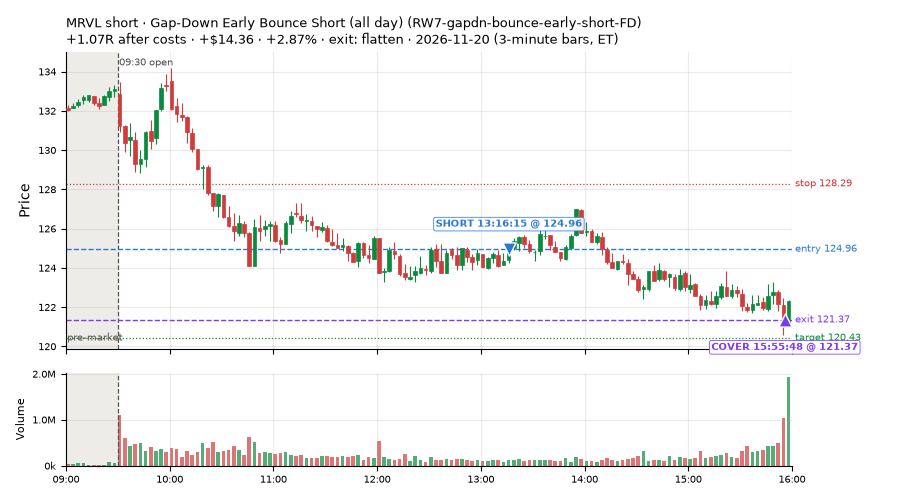 MRVL short · Gap-Down Early Bounce Short (all day) (RW7-gapdn-bounce-early-short-FD)
+1.07R after costs · +$14.36 · +2.87% · exit: flatten · 2026-11-20 (3-minute bars, ET)
09:30 open
134
132
130
128
126
124
122
120
Price
stop 128.29
SHORT 13:16:15 @ 124.96
entry 124.96
exit 121.37
pre-market
target 120.43
COVER 15:55:48 @ 121.37
2.0M
1.0M
0k
Volume
09:00
10:00
11:00
12:00
13:00
14:00
15:00
16:00